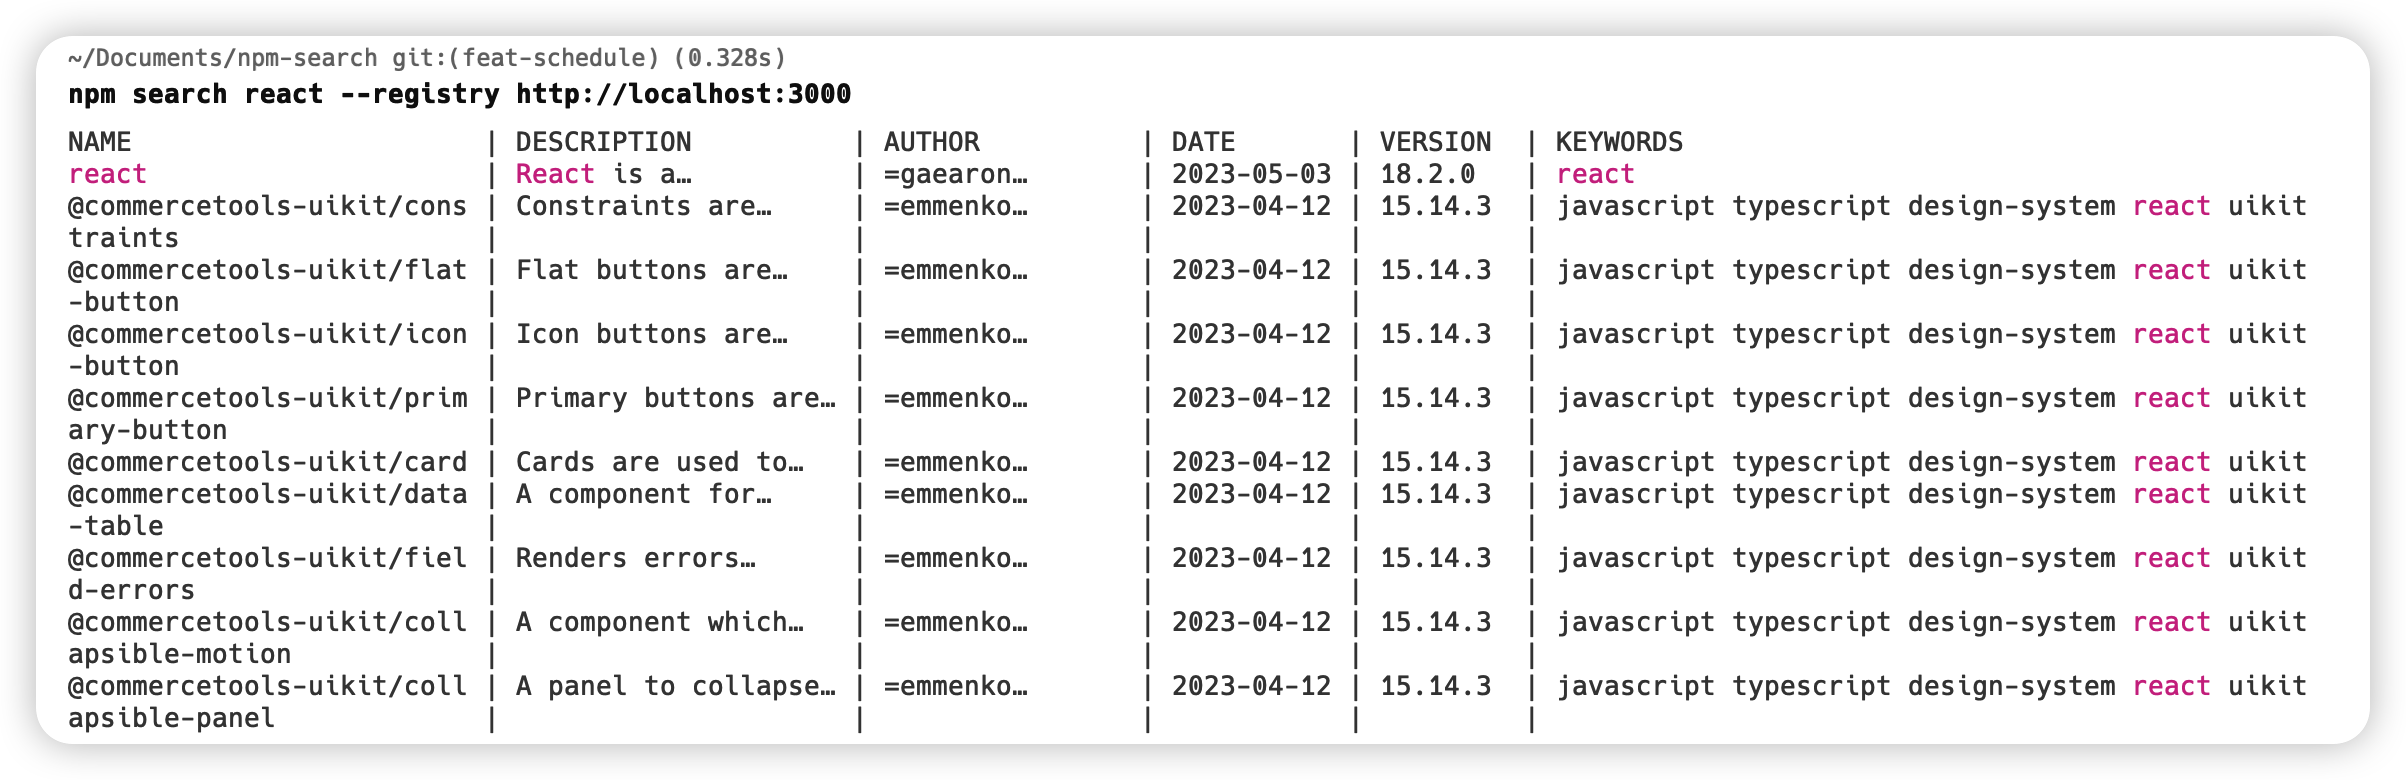 ~/Documents/npm-search git:(feat-schedule) (0.328s)
npm search react --registry http://localhost:3000
NAME | DESCRIPTION | AUTHOR | DATE | VERSION | KEYWORDS
react | React is a… | =gaearon… | 2023-05-03 | 18.2.0 | react
@commercetools-uikit/cons | Constraints are… | =emmenko… | 2023-04-12 | 15.14.3 | javascript typescript design-system react uikit
traints | | | | |
@commercetools-uikit/flat | Flat buttons are… | =emmenko… | 2023-04-12 | 15.14.3 | javascript typescript design-system react uikit
-button | | | | |
@commercetools-uikit/icon | Icon buttons are… | =emmenko… | 2023-04-12 | 15.14.3 | javascript typescript design-system react uikit
-button | | | | |
@commercetools-uikit/prim | Primary buttons are… | =emmenko… | 2023-04-12 | 15.14.3 | javascript typescript design-system react uikit
ary-button | | | | |
@commercetools-uikit/card | Cards are used to… | =emmenko… | 2023-04-12 | 15.14.3 | javascript typescript design-system react uikit
@commercetools-uikit/data | A component for… | =emmenko… | 2023-04-12 | 15.14.3 | javascript typescript design-system react uikit
-table | | | | |
@commercetools-uikit/fiel | Renders errors… | =emmenko… | 2023-04-12 | 15.14.3 | javascript typescript design-system react uikit
d-errors | | | | |
@commercetools-uikit/coll | A component which… | =emmenko… | 2023-04-12 | 15.14.3 | javascript typescript design-system react uikit
apsible-motion | | | | |
@commercetools-uikit/coll | A panel to collapse… | =emmenko… | 2023-04-12 | 15.14.3 | javascript typescript design-system react uikit
apsible-panel | | | | |